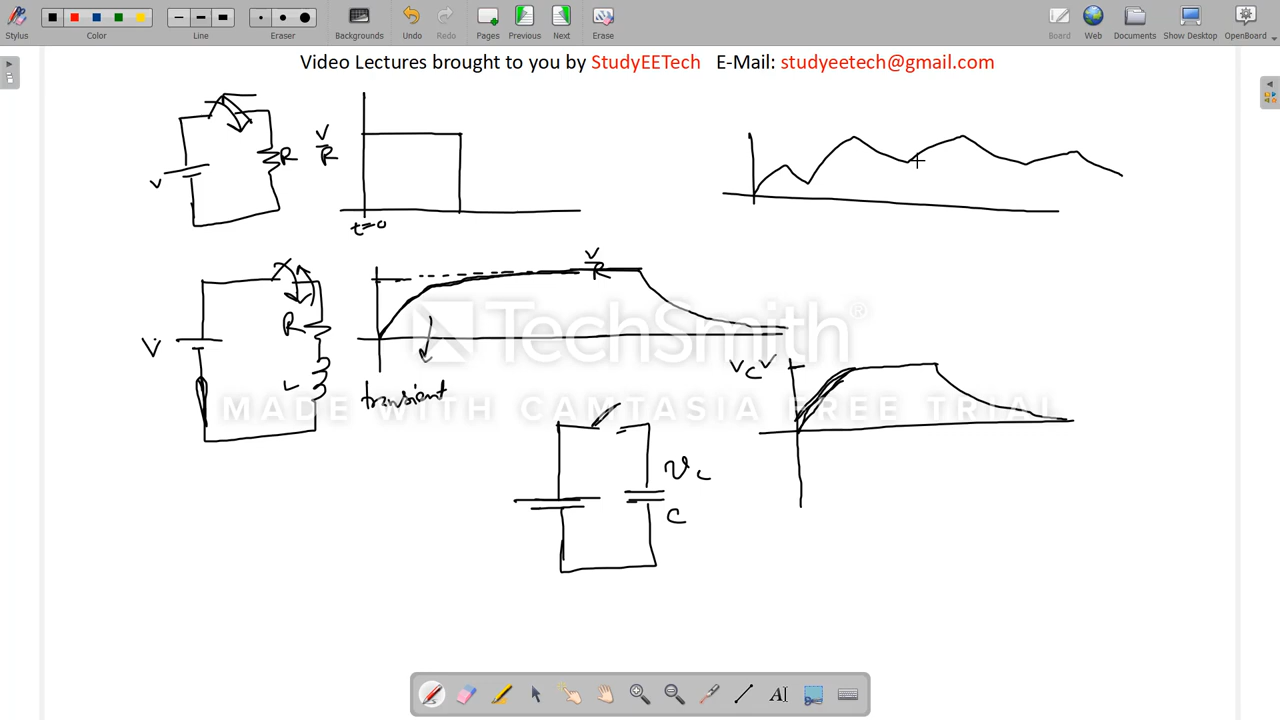 Stylus
Color
Line
Eraser
Backgrounds
Undo
Redo
Pages
Previous
Next
Erase
Board
Web
Documents
Show Desktop
OpenBoard
Video Lectures brought to you by StudyEETech E-Mail: studyeetech@gmail.com
V
R
V
R
t=0
V
R
L
V
R
transient
TechSmith
MADE WITH CAMTASIA FREE TRIAL
Vc V
Vc
C
AI